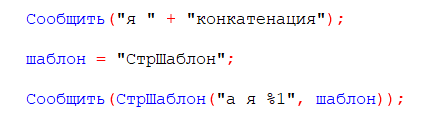 Сообщить("я " + "конкатенация");
шаблон = "СтрШаблон";
Сообщить(СтрШаблон("а я %1", шаблон));